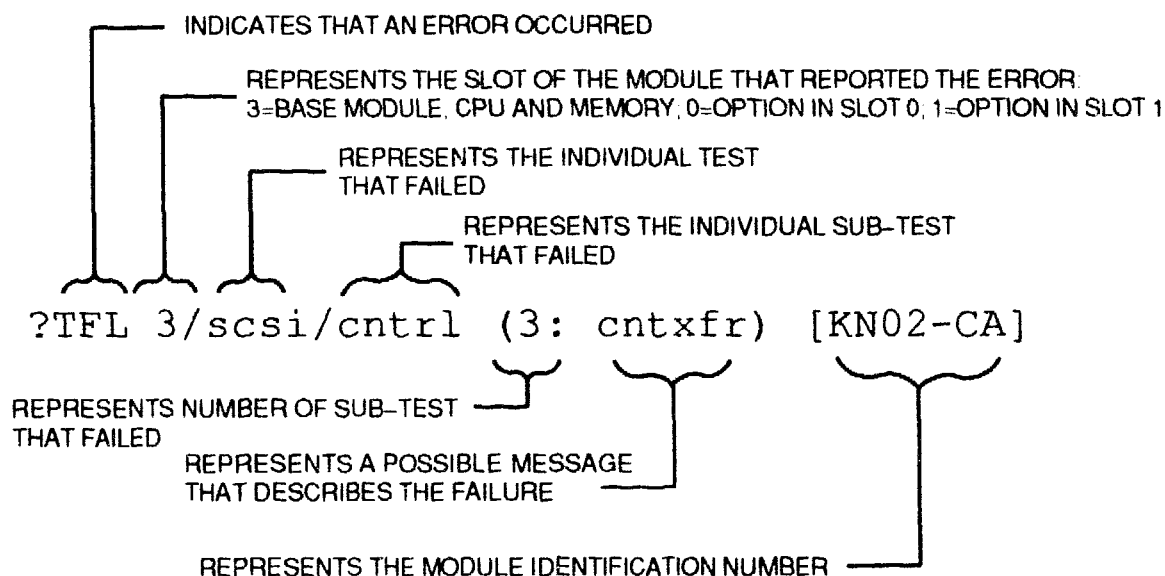 INDICATES THAT AN ERROR OCCURRED
REPRESENTS THE SLOT OF THE MODULE THAT REPORTED THE ERROR:
3=BASE MODULE, CPU AND MEMORY; 0=OPTION IN SLOT 0; 1=OPTION IN SLOT 1
REPRESENTS THE INDIVIDUAL TEST
THAT FAILED
REPRESENTS THE INDIVIDUAL SUB-TEST
THAT FAILED
?TFL 3/scsi/cntrl (3: cntxfr) [KN02-CA]
REPRESENTS NUMBER OF SUB-TEST
THAT FAILED
REPRESENTS A POSSIBLE MESSAGE
THAT DESCRIBES THE FAILURE
REPRESENTS THE MODULE IDENTIFICATION NUMBER